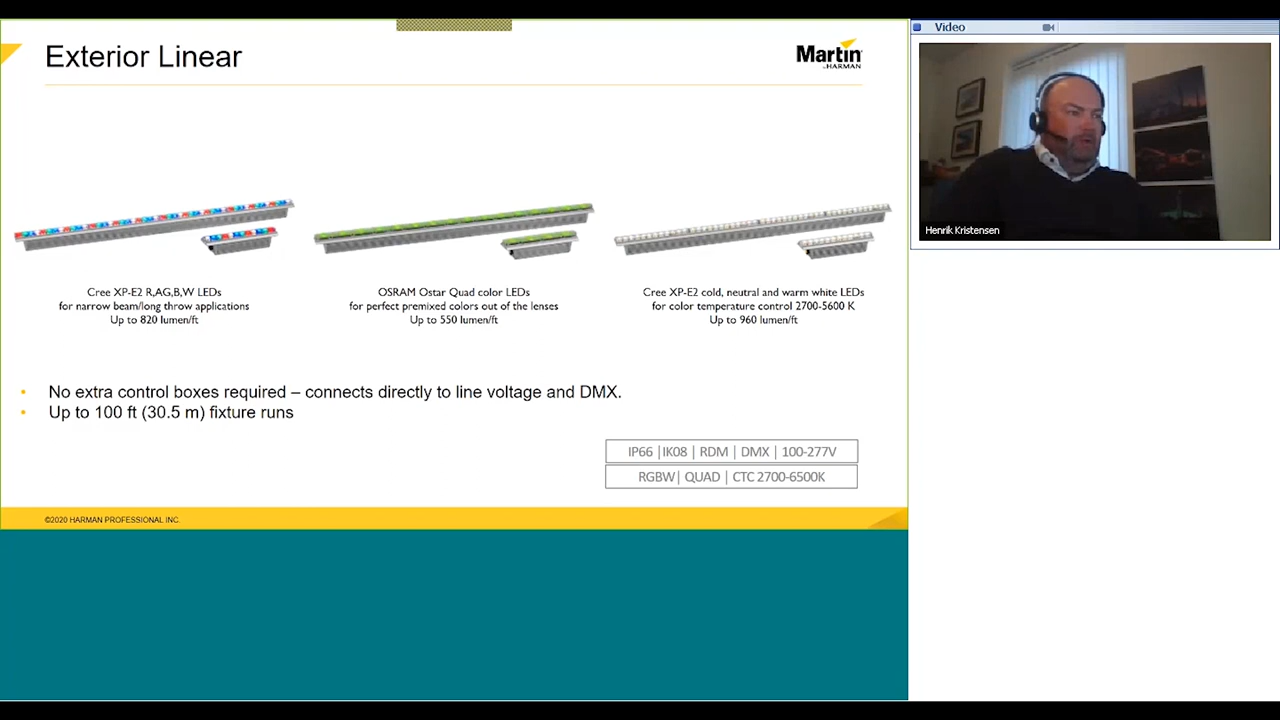 Exterior Linear
Martin
by HARMAN
Video
Henrik Kristensen
Cree XP-E2 R,AG,B,W LEDs
for narrow beam/long throw applications
Up to 820 lumen/ft
OSRAM Ostar Quad color LEDs
for perfect premixed colors out of the lenses
Up to 550 lumen/ft
Cree XP-E2 cold, neutral and warm white LEDs
for color temperature control 2700-5600 K
Up to 960 lumen/ft
• No extra control boxes required – connects directly to line voltage and DMX.
• Up to 100 ft (30.5 m) fixture runs
IP66 | IK08 | RDM | DMX | 100-277V
RGBW | QUAD | CTC 2700-6500K
©2020 HARMAN PROFESSIONAL INC.